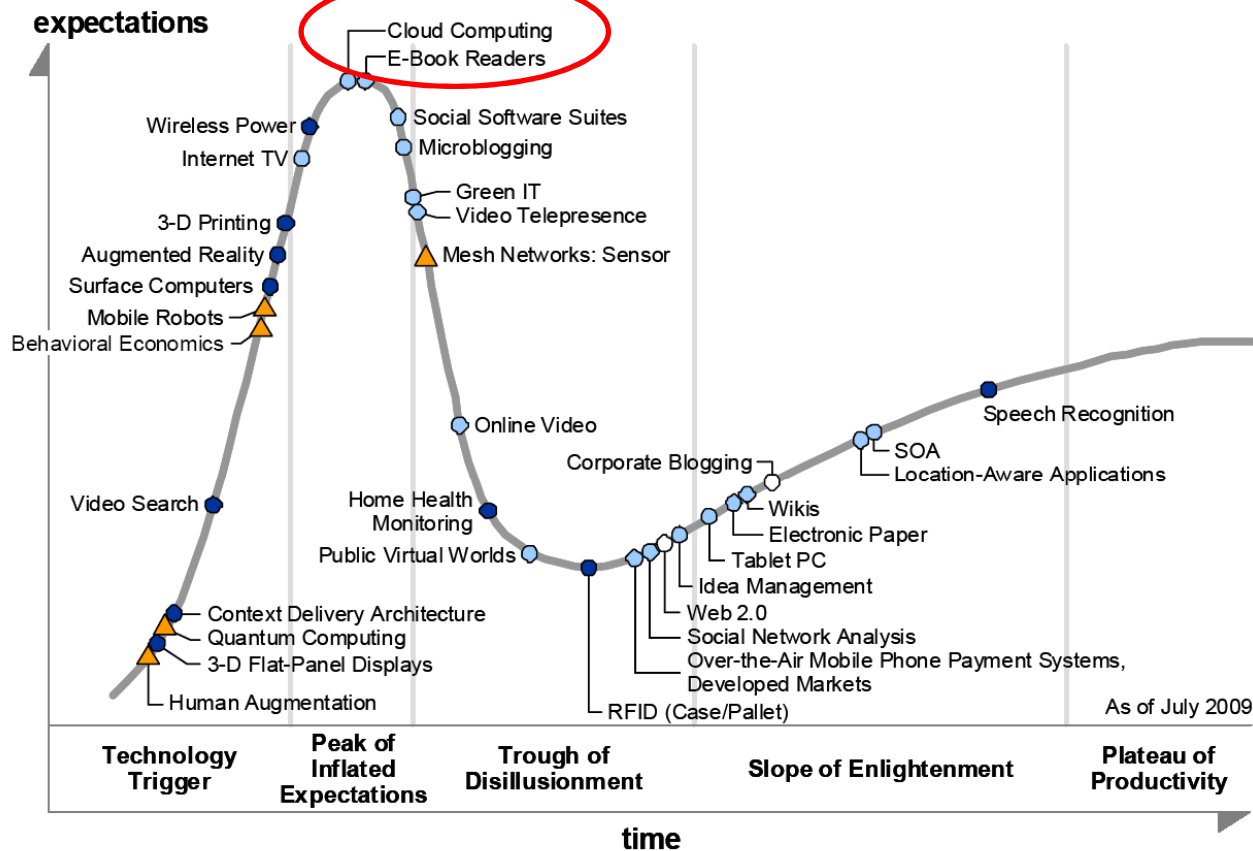 expectations
Cloud Computing
E-Book Readers
Social Software Suites
Wireless Power
Microblogging
Internet TV
Green IT
Video Telepresence
3-D Printing
Augmented Reality
Mesh Networks: Sensor
Surface Computers
Mobile Robots
Behavioral Economics
Online Video
Speech Recognition
Corporate Blogging
SOA
Location-Aware Applications
Video Search
Home Health
Monitoring
Wikis
Electronic Paper
Public Virtual Worlds
Tablet PC
Idea Management
Web 2.0
Context Delivery Architecture
Quantum Computing
Social Network Analysis
3-D Flat-Panel Displays
Over-the-Air Mobile Phone Payment Systems,
Developed Markets
Human Augmentation
RFID (Case/Pallet)
As of July 2009
Technology
Trigger
Peak of
Inflated
Expectations
Trough of
Disillusionment
Slope of Enlightenment
Plateau of
Productivity
time